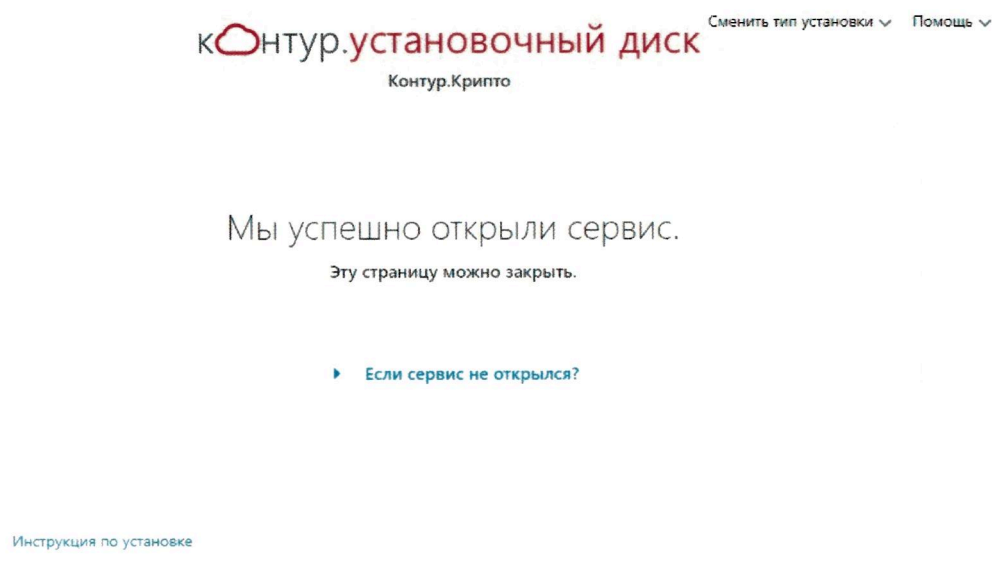 Сменить тип установки
Помощь
контур.установочный диск
Контур.Крипто
Мы успешно открыли сервис.
Эту страницу можно закрыть.
Если сервис не открылся?
Инструкция по установке